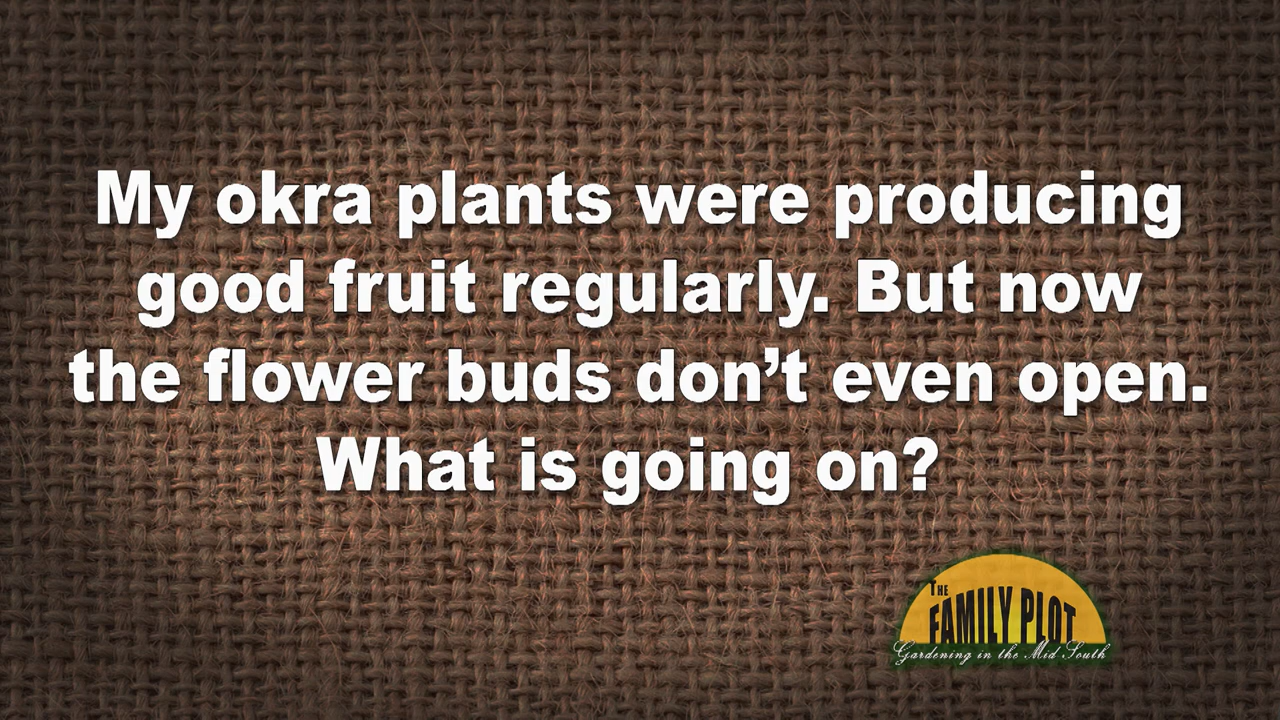 My okra plants were producing
good fruit regularly. But now
the flower buds don’t even open.
What is going on?
THE
FAMILY PLOT
Gardening in the Mid South